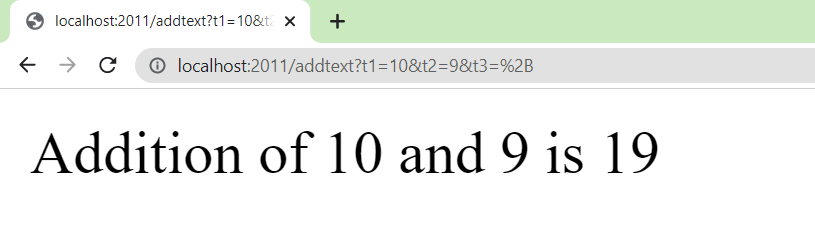 localhost:2011/addtext?t1=10&t2
localhost:2011/addtext?t1=10&t2=9&t3=%2B
Addition of 10 and 9 is 19